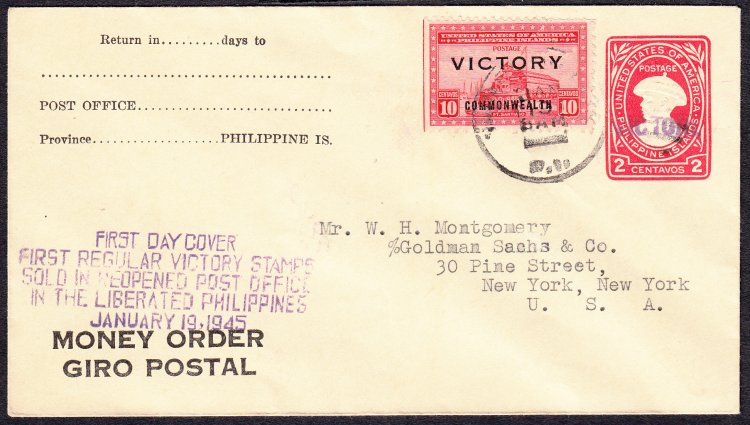 Return in.........days to
POST OFFICE
Province..............PHILIPPINE IS.
UNITED STATES OF AMERICA
PHILIPPINE ISLANDS
POSTAGE
VICTORY
COMMONWEALTH
CENTAVOS 10
CENTAVOS 10
UNITED STATES OF AMERICA
POSTAGE
PHILIPPINE ISLANDS
2 CENTAVOS 2
FIRST DAY COVER
FIRST REGULAR VICTORY STAMPS
SOLD IN REOPENED POST OFFICE
IN THE LIBERATED PHILIPPINES
JANUARY 19, 1945
Mr. W. H. Montgomery
%Goldman Sachs & Co.
30 Pine Street,
New York, New York
U. S. A.
MONEY ORDER
GIRO POSTAL